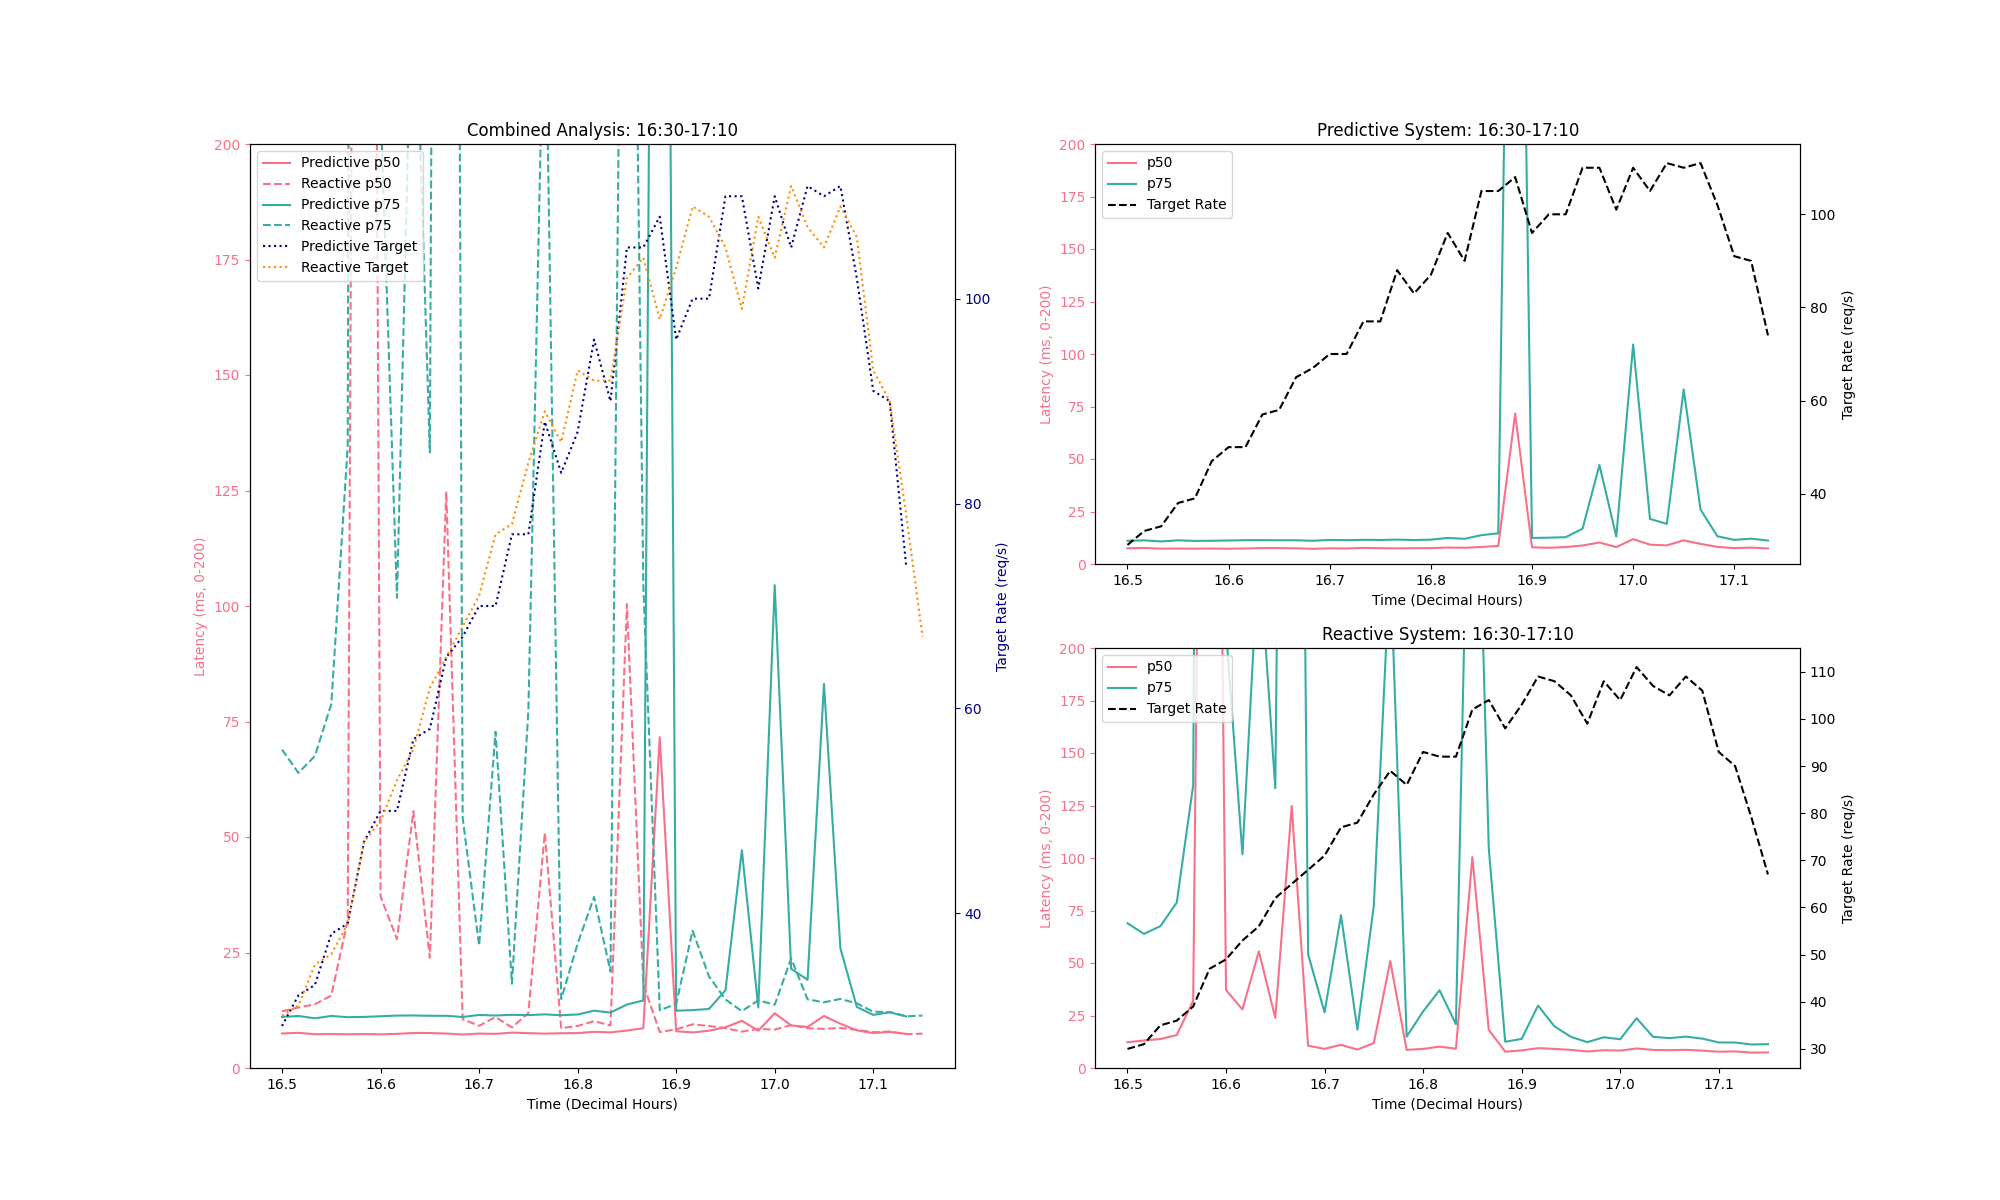 Combined Analysis: 16:30-17:10
Predictive p50
Reactive p50
Predictive p75
Reactive p75
Predictive Target
Reactive Target
200
175
150
125
100
75
50
25
0
Latency (ms, 0-200)
100
80
60
40
Target Rate (req/s)
16.5 16.6 16.7 16.8 16.9 17.0 17.1
Time (Decimal Hours)
Predictive System: 16:30-17:10
p50
p75
Target Rate
200
175
150
125
100
75
50
25
0
Latency (ms, 0-200)
100
80
60
40
Target Rate (req/s)
16.5 16.6 16.7 16.8 16.9 17.0 17.1
Time (Decimal Hours)
Reactive System: 16:30-17:10
p50
p75
Target Rate
200
175
150
125
100
75
50
25
0
Latency (ms, 0-200)
110
100
90
80
70
60
50
40
30
Target Rate (req/s)
16.5 16.6 16.7 16.8 16.9 17.0 17.1
Time (Decimal Hours)